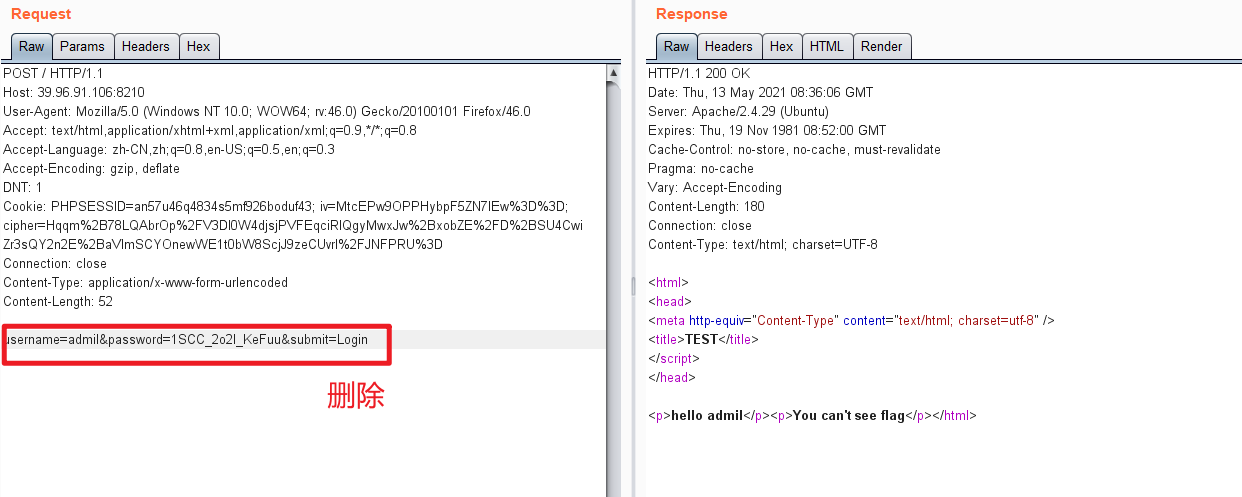 Request
Raw Params Headers Hex
POST / HTTP/1.1
Host: 39.96.91.106:8210
User-Agent: Mozilla/5.0 (Windows NT 10.0; WOW64; rv:46.0) Gecko/20100101 Firefox/46.0
Accept: text/html,application/xhtml+xml,application/xml;q=0.9,*/*;q=0.8
Accept-Language: zh-CN,zh;q=0.8,en-US;q=0.5,en;q=0.3
Accept-Encoding: gzip, deflate
DNT: 1
Cookie: PHPSESSID=an57u46q4834s5mf926boduf43; iv=MtcEPw9OPPHybpF5ZN7IEw%3D%3D;
cipher=Hqqm%2B78LQAbrOp%2FV3DI0W4djsjPVFEqciRIQgyMwxJw%2BxobZE%2FD%2BSU4Cwi
Zr3sQY2n2E%2BaVImSCYOnewWE1t0bW8ScjJ9zeCUvrI%2FJNFPRU%3D
Connection: close
Content-Type: application/x-www-form-urlencoded
Content-Length: 52
username=admil&password=1SCC_2o2l_KeFuu&submit=Login
删除
Response
Raw Headers Hex HTML Render
HTTP/1.1 200 OK
Date: Thu, 13 May 2021 08:36:06 GMT
Server: Apache/2.4.29 (Ubuntu)
Expires: Thu, 19 Nov 1981 08:52:00 GMT
Cache-Control: no-store, no-cache, must-revalidate
Pragma: no-cache
Vary: Accept-Encoding
Content-Length: 180
Connection: close
Content-Type: text/html; charset=UTF-8
<html>
<head>
<meta http-equiv="Content-Type" content="text/html; charset=utf-8" />
<title>TEST</title>
</script>
</head>
<p>hello admil</p><p>You can't see flag</p></html>